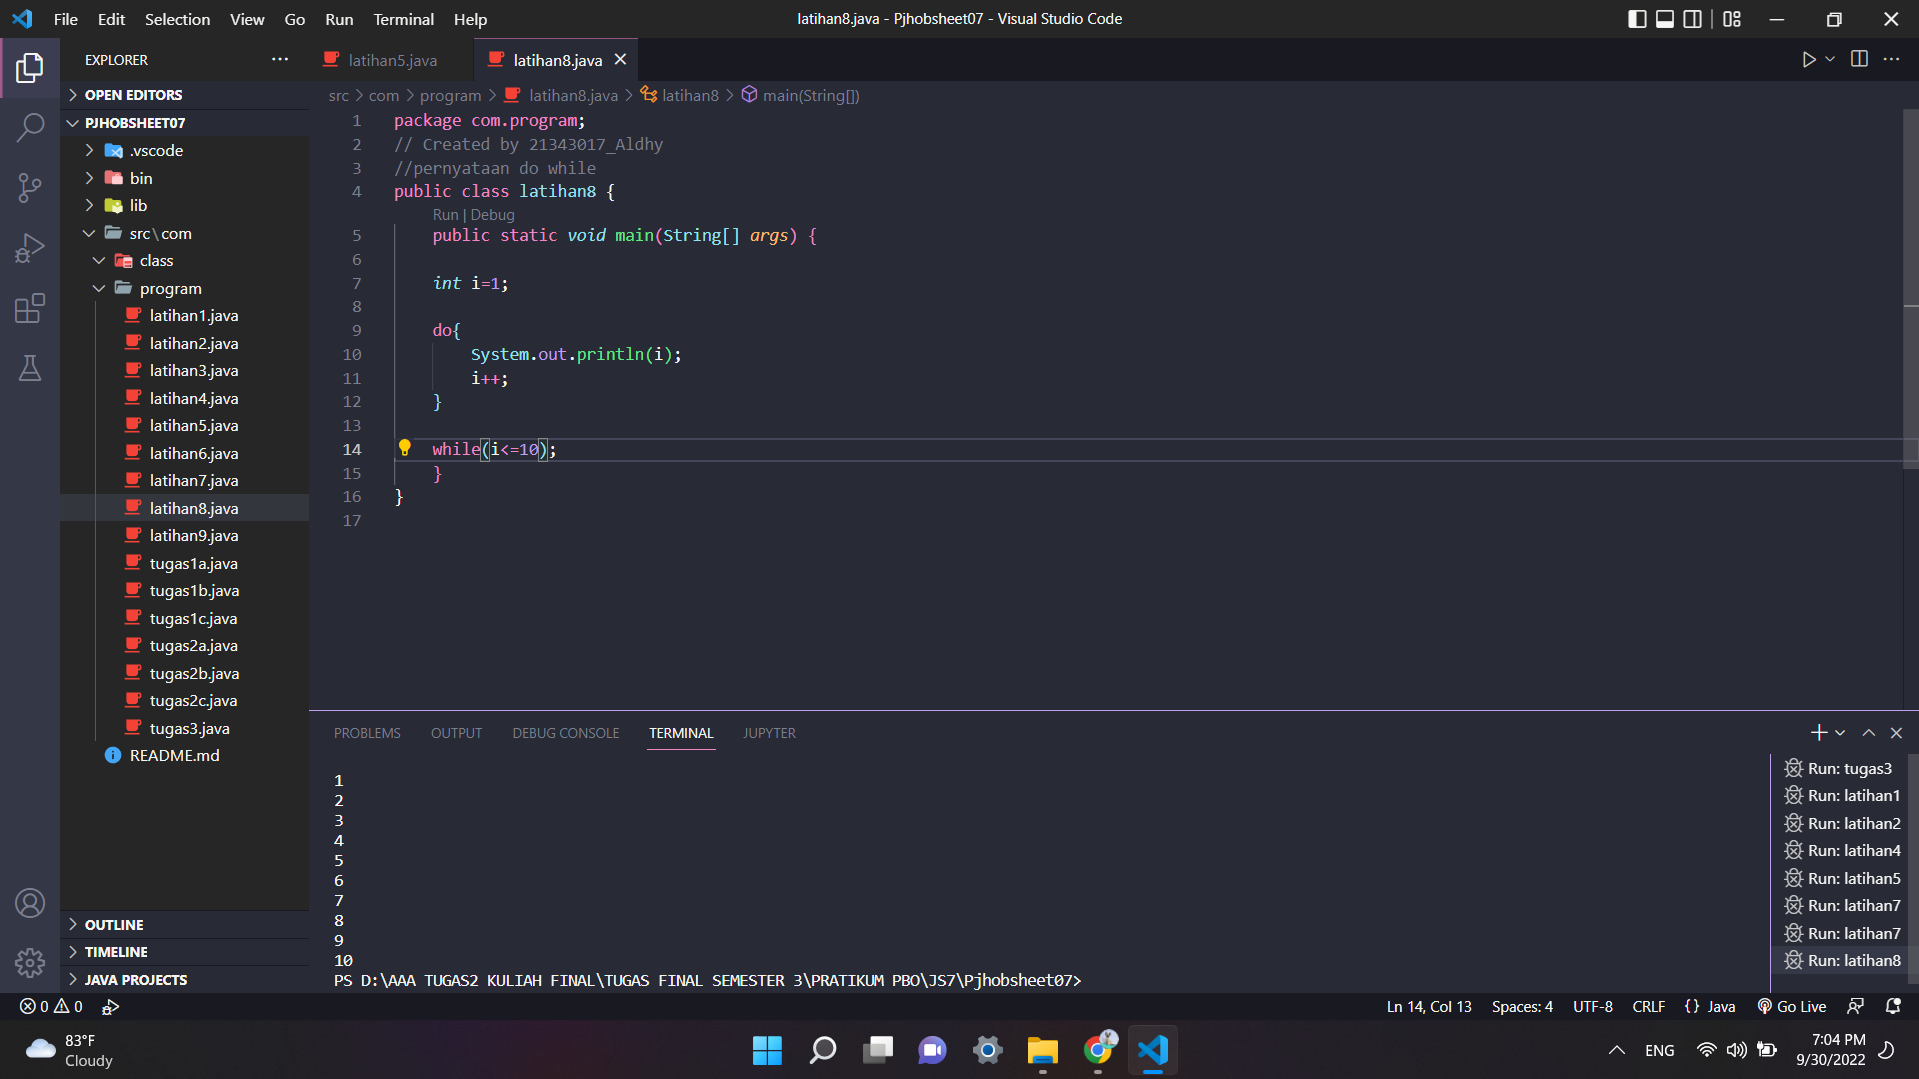 File Edit Selection View Go Run Terminal Help
latihan8.java - Pjhobsheet07 - Visual Studio Code
EXPLORER
OPEN EDITORS
PJHOBSHEET07
.vscode
bin
lib
src\com
class
program
latihan1.java
latihan2.java
latihan3.java
latihan4.java
latihan5.java
latihan6.java
latihan7.java
latihan8.java
latihan9.java
tugas1a.java
tugas1b.java
tugas1c.java
tugas2a.java
tugas2b.java
tugas2c.java
tugas3.java
README.md
OUTLINE
TIMELINE
JAVA PROJECTS
latihan5.java latihan8.java
src > com > program > latihan8.java > latihan8 > main(String[])
1 package com.program;
2 // Created by 21343017_Aldhy
3 //pernyataan do while
4 public class latihan8 {
Run | Debug
5 public static void main(String[] args) {
6
7 int i=1;
8
9 do{
10 System.out.println(i);
11 i++;
12 }
13
14 while(i<=10);
15 }
16 }
17
PROBLEMS OUTPUT DEBUG CONSOLE TERMINAL JUPYTER
1
2
3
4
5
6
7
8
9
10
PS D:\AAA TUGAS2 KULIAH FINAL\TUGAS FINAL SEMESTER 3\PRATIKUM PBO\JS7\Pjhobsheet07>
Run: tugas3
Run: latihan1
Run: latihan2
Run: latihan4
Run: latihan5
Run: latihan7
Run: latihan7
Run: latihan8
0 0
Ln 14, Col 13 Spaces: 4 UTF-8 CRLF {} Java Go Live
83°F
Cloudy
ENG
7:04 PM
9/30/2022